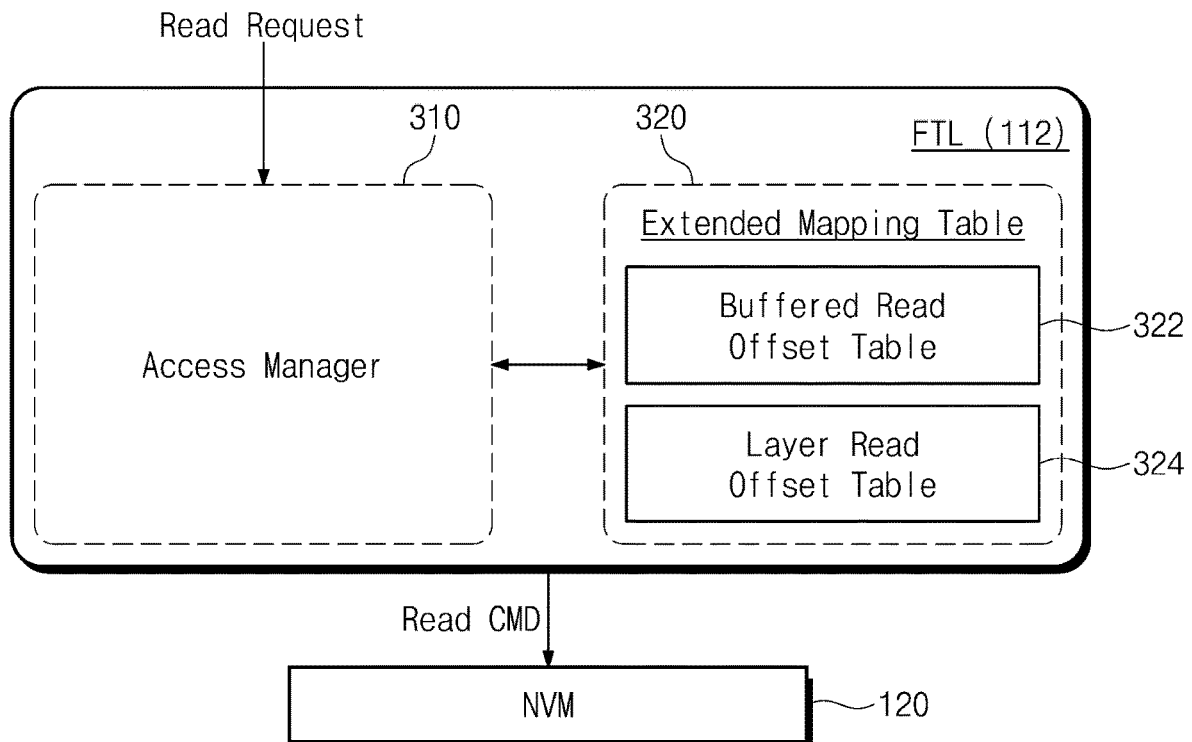 Read Request
310
320
FTL (112)
Extended Mapping Table
Buffered Read
Offset Table
322
Access Manager
Layer Read
Offset Table
324
Read CMD
NVM
120